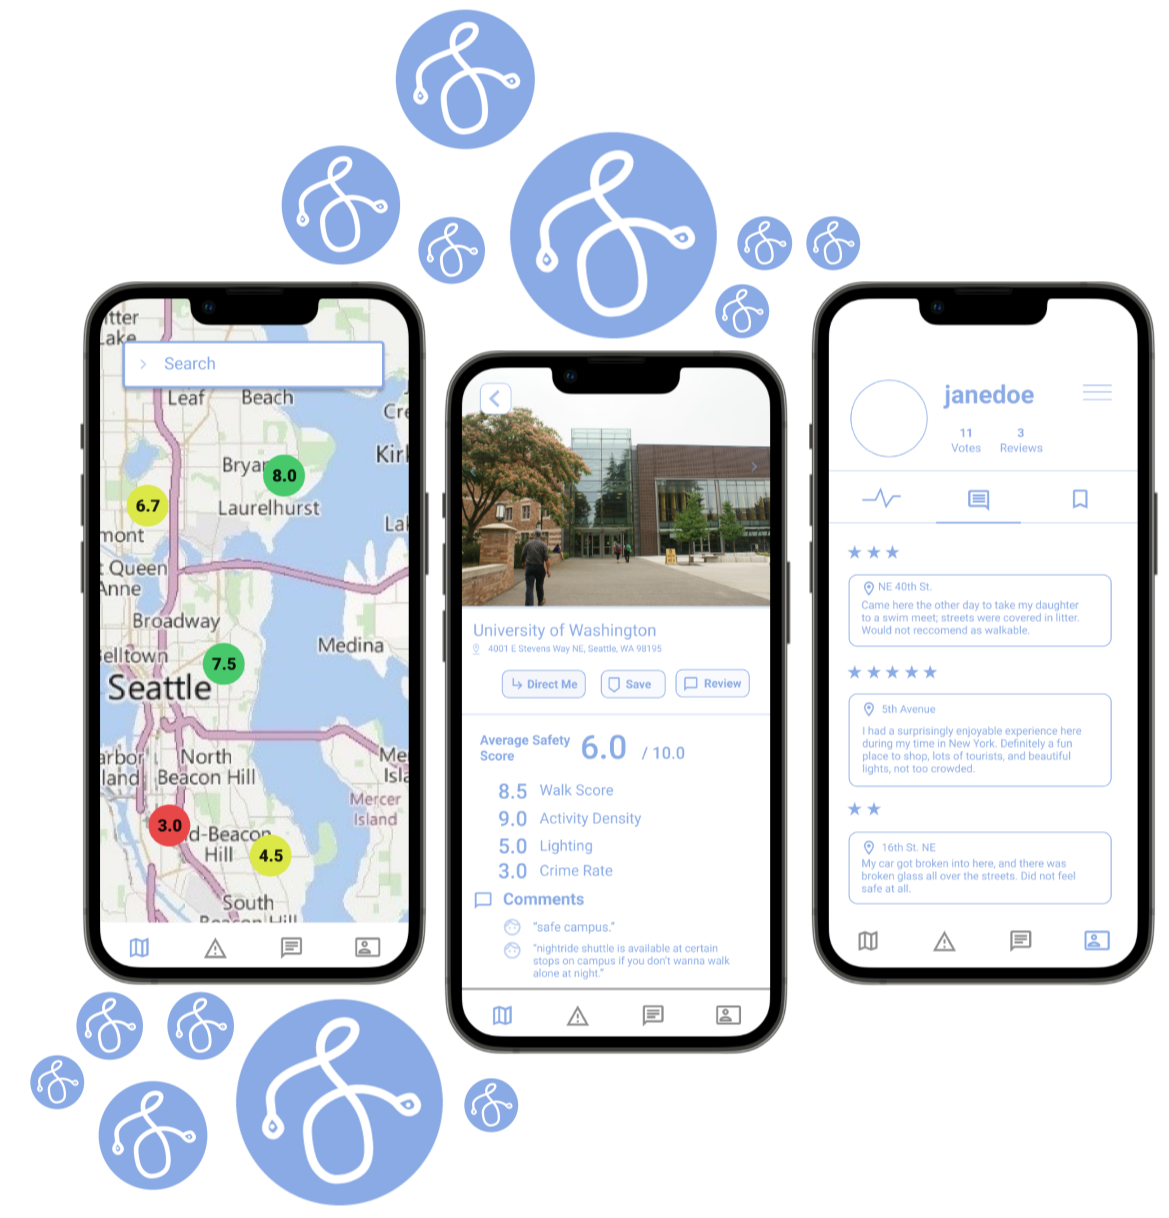 itter
Lake
Search
Leaf
Beach
Cre
Kirk
Bryan
8.0
6.7
Laurelhurst
Lak
mont
t Queen
Anne
Broadway
Medina
Belltown
7.5
Seattle
arbor
land
North
Beacon Hill
Me
Isla
Mercer
Island
3.0
d-Beacon
Hill
4.5
South
Beacon Hill
University of Washington
4001 E Stevens Way NE, Seattle, WA 98195
Direct Me
Save
Review
Average Safety
Score
6.0 / 10.0
8.5 Walk Score
9.0 Activity Density
5.0 Lighting
3.0 Crime Rate
Comments
"safe campus."
"nightride shuttle is available at certain
stops on campus if you don't wanna walk
alone at night."
janedoe
11
Votes
3
Reviews
NE 40th St.
Came here the other day to take my daughter
to a swim meet; streets were covered in litter.
Would not reccomend as walkable.
5th Avenue
I had a surprisingly enjoyable experience here
during my time in New York. Definitely a fun
place to shop, lots of tourists, and beautiful
lights, not too crowded.
16th St. NE
My car got broken into here, and there was
broken glass all over the streets. Did not feel
safe at all.